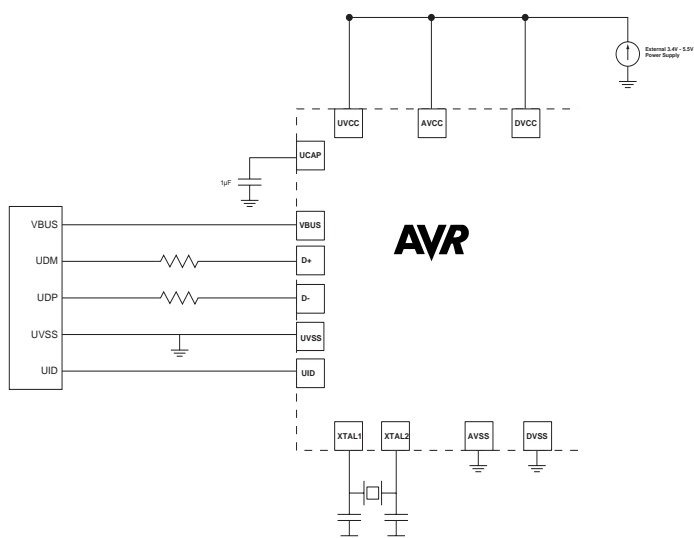 External 3.4V - 5.5V
Power Supply
UVCC
AVCC
DVCC
UCAP
1µF
VBUS
VBUS
AVR
UDM
D+
UDP
D-
UVSS
UVSS
UID
UID
XTAL1
XTAL2
AVSS
DVSS